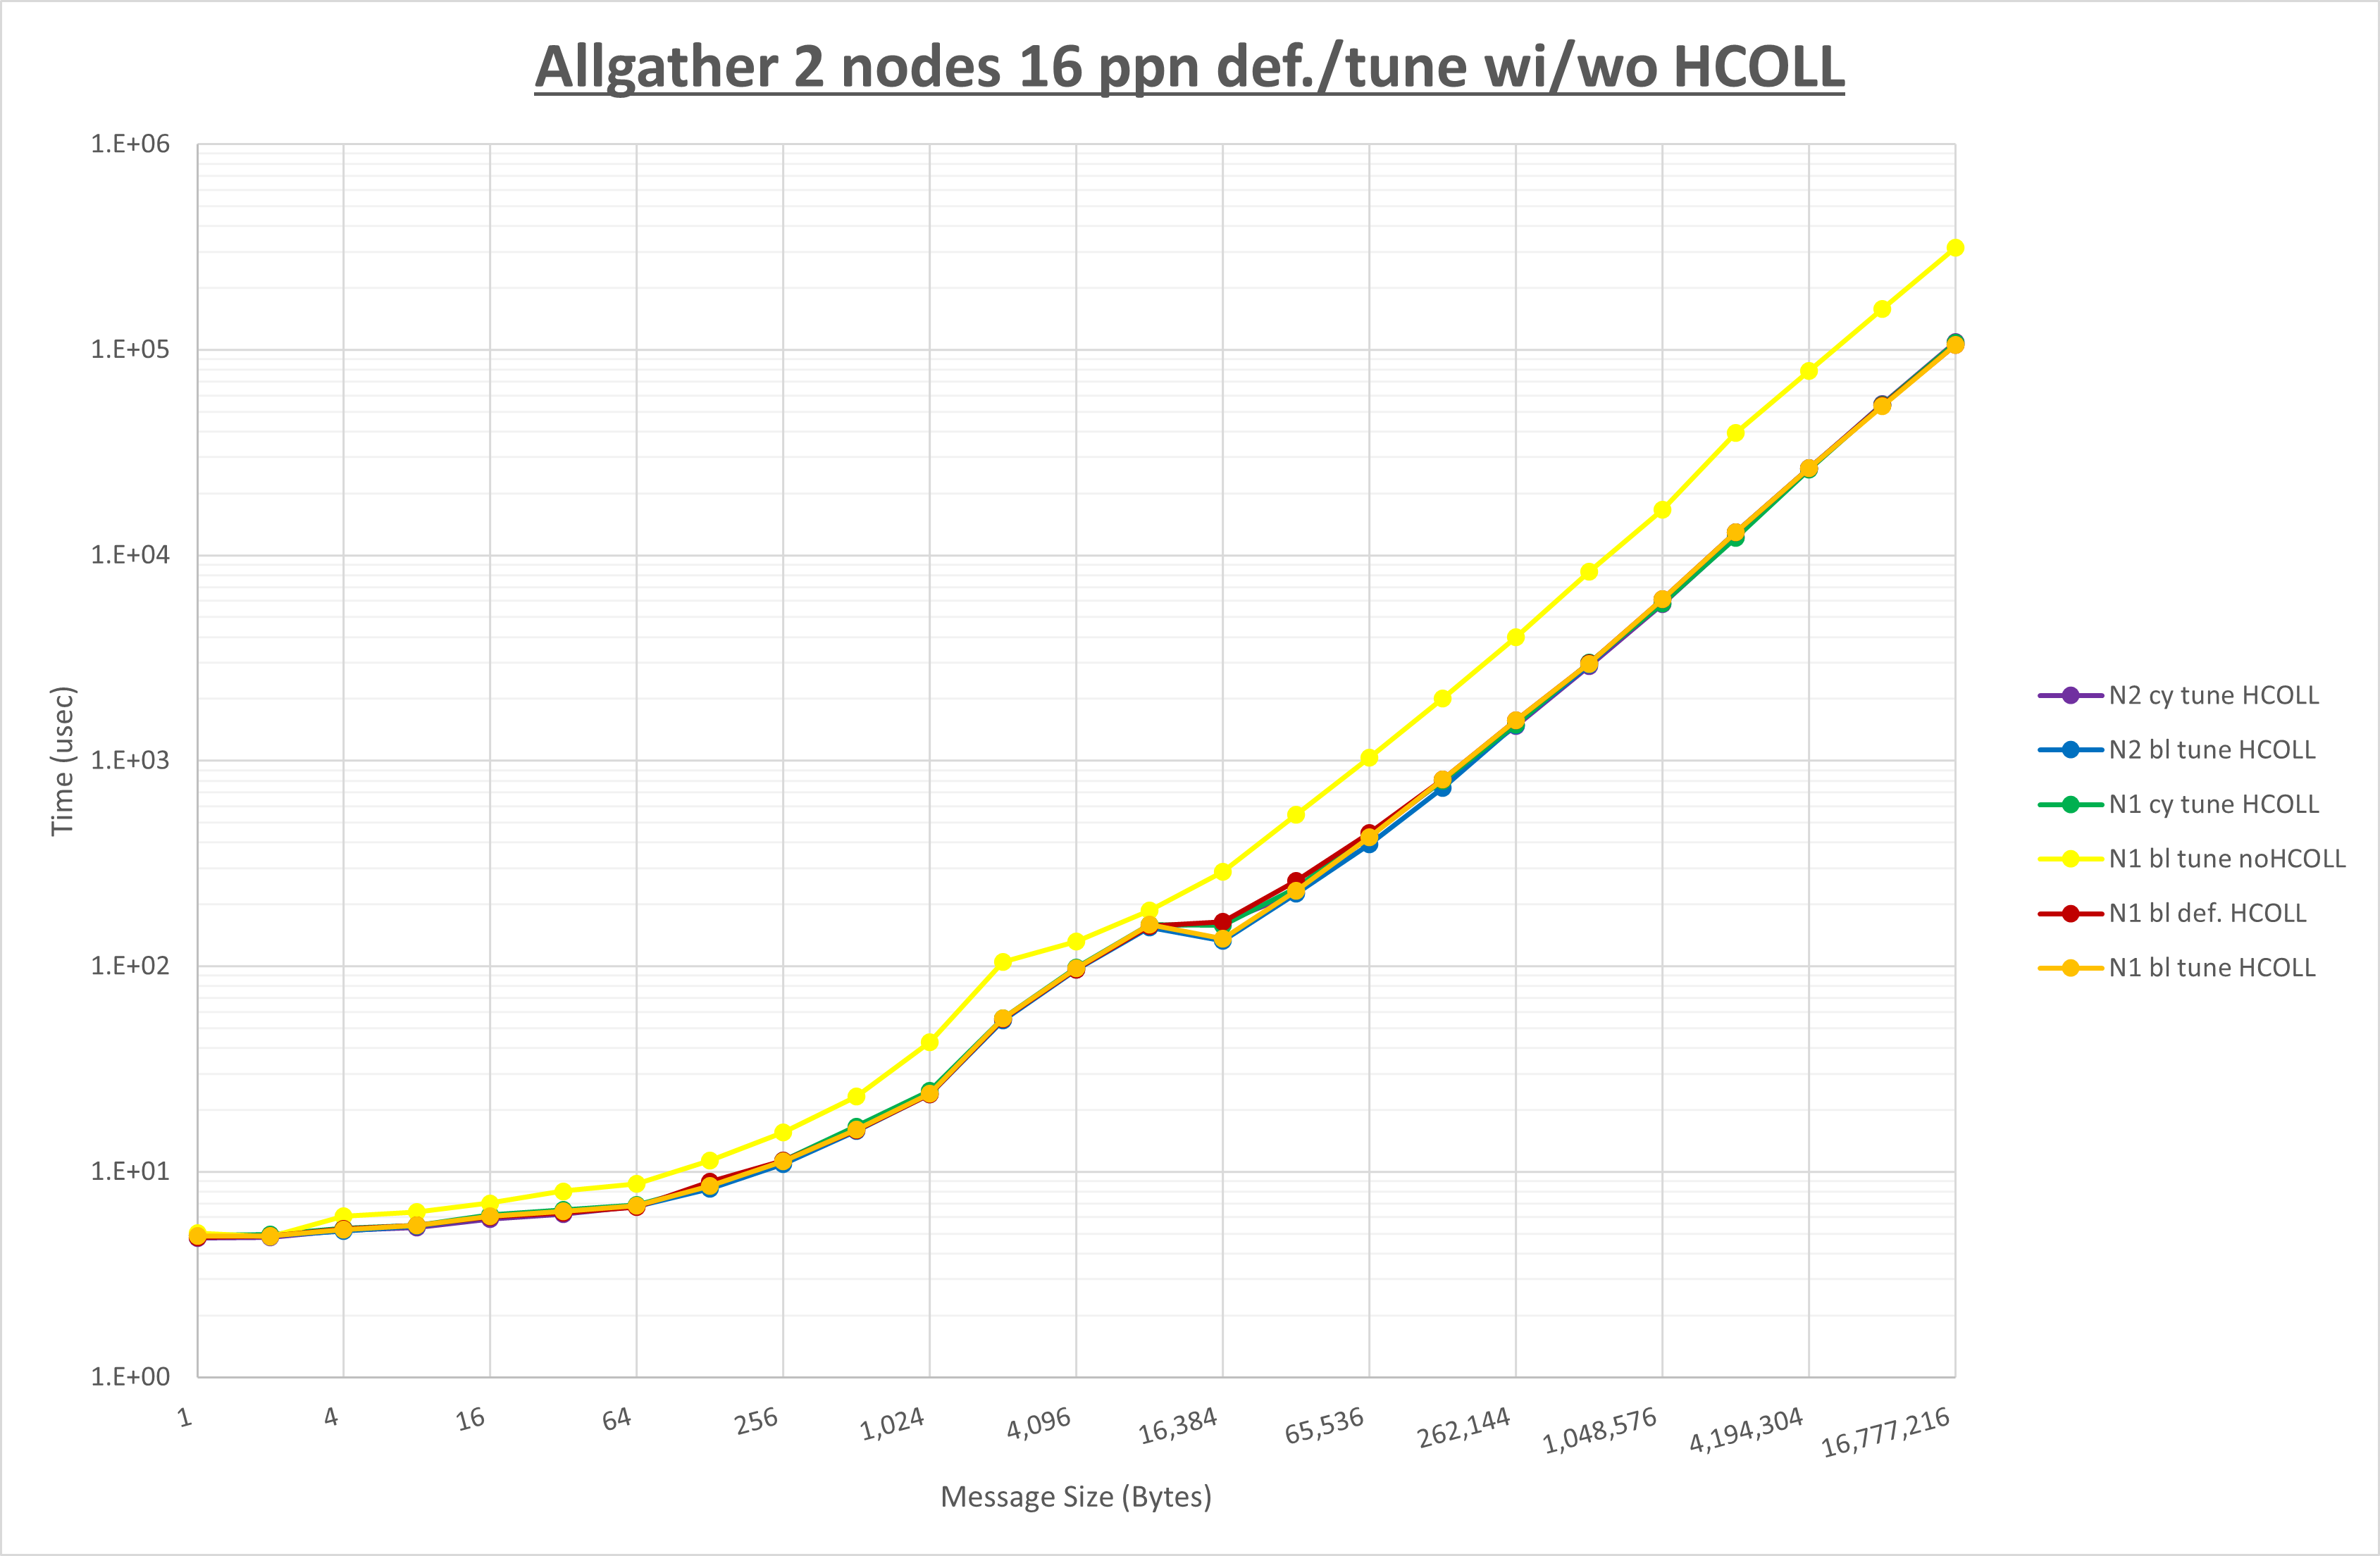 Allgather 2 nodes 16 ppn def./tune wi/wo HCOLL
1.E+06
1.E+05
1.E+04
1.E+03
1.E+02
1.E+01
1.E+00
Time (usec)
1
4
16
64
256
1,024
4,096
16,384
65,536
262,144
1,048,576
4,194,304
16,777,216
Message Size (Bytes)
N2 cy tune HCOLL
N2 bl tune HCOLL
N1 cy tune HCOLL
N1 bl tune noHCOLL
N1 bl def. HCOLL
N1 bl tune HCOLL